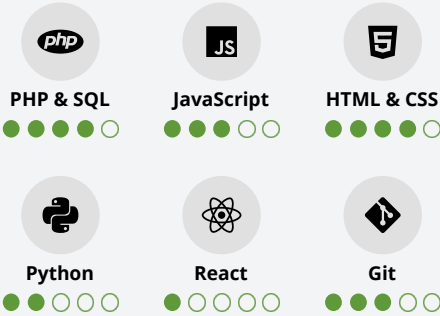 php
JS
5
PHP & SQL
JavaScript
HTML & CSS
Python
React
Git